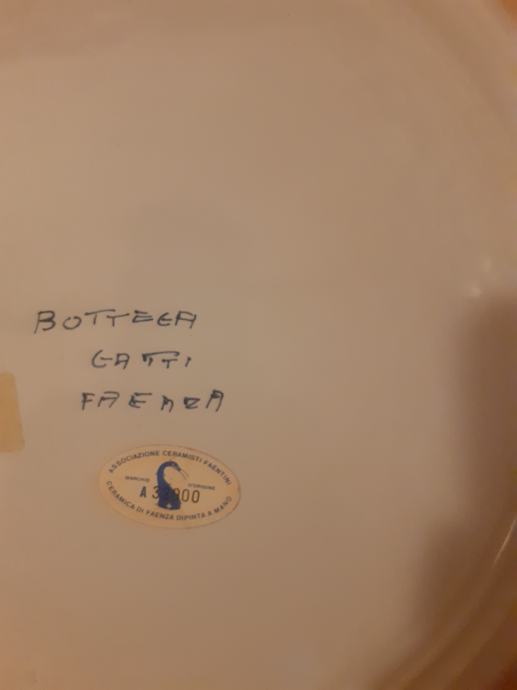 BOTTEGA
GATTI
FAENZA
ASSOCIAZIONE CERAMISTI FAENTINI
MARCHIO D'ORIGINE
A
CERAMICA DI FAENZA DIPINTA A MANO